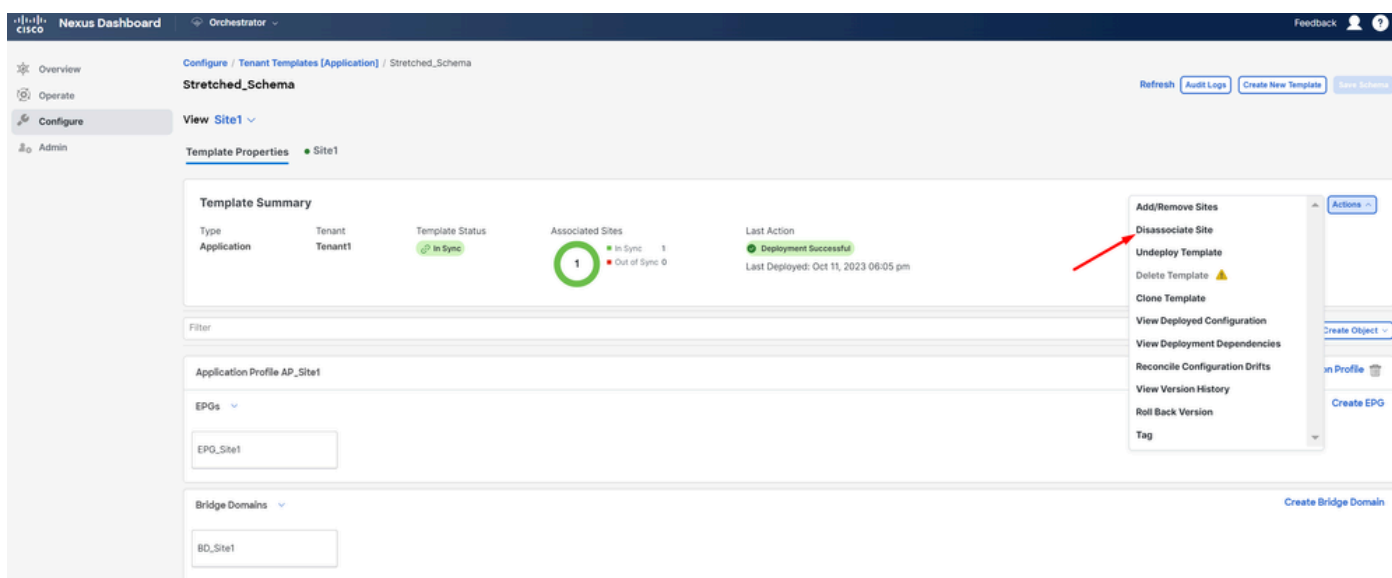 cisco Nexus Dashboard Orchestrator Feedback ?
Overview
Operate
Configure
Admin
Configure / Tenant Templates [Application] / Stretched_Schema
Stretched_Schema
Refresh Audit Logs Create New Template Save Schema
View Site1
Template Properties Site1
Template Summary
Type Tenant Template Status Associated Sites Last Action
Application Tenant1 In Sync 1 In Sync 1 Deployment Successful
Out of Sync 0 Last Deployed: Oct 11, 2023 06:05 pm
Actions
Add/Remove Sites
Disassociate Site
Undeploy Template
Delete Template
Clone Template
View Deployed Configuration
View Deployment Dependencies
Reconcile Configuration Drifts
View Version History
Roll Back Version
Tag
Filter Create Object
Application Profile AP_Site1 on Profile
EPGs Create EPG
EPG_Site1
Bridge Domains Create Bridge Domain
BD_Site1